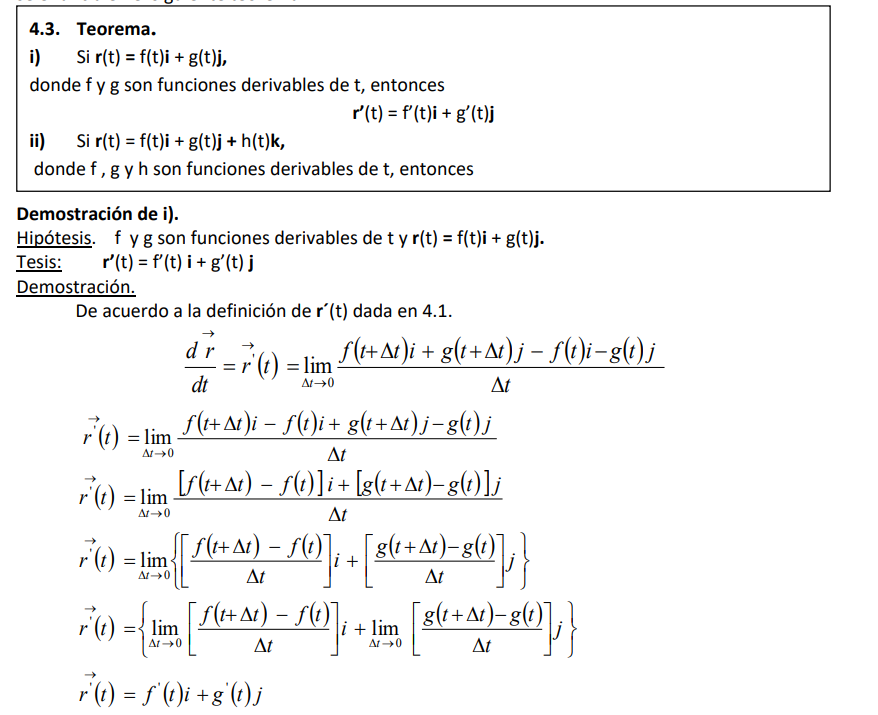 4.3. Teorema.
i) Si r(t) = f(t)i + g(t)j,
donde f y g son funciones derivables de t, entonces
r’(t) = f’(t)i + g’(t)j
ii) Si r(t) = f(t)i + g(t)j + h(t)k,
donde f , g y h son funciones derivables de t, entonces
Demostración de i).
Hipótesis. f y g son funciones derivables de t y r(t) = f(t)i + g(t)j.
Tesis: r’(t) = f’(t) i + g’(t) j
Demostración.
De acuerdo a la definición de r´(t) dada en 4.1.
\frac{d\vec{r}}{dt} = \vec{r}'(t) = \lim_{\Delta t \to 0} \frac{f(t+\Delta t)i + g(t+\Delta t)j - f(t)i - g(t)j}{\Delta t}
\vec{r}'(t) = \lim_{\Delta t \to 0} \frac{f(t+\Delta t)i - f(t)i + g(t+\Delta t)j - g(t)j}{\Delta t}
\vec{r}'(t) = \lim_{\Delta t \to 0} \frac{[f(t+\Delta t) - f(t)]i + [g(t+\Delta t) - g(t)]j}{\Delta t}
\vec{r}'(t) = \lim_{\Delta t \to 0} \left\{ \left[ \frac{f(t+\Delta t) - f(t)}{\Delta t} \right] i + \left[ \frac{g(t+\Delta t) - g(t)}{\Delta t} \right] j \right\}
\vec{r}'(t) = \left\{ \lim_{\Delta t \to 0} \left[ \frac{f(t+\Delta t) - f(t)}{\Delta t} \right] i + \lim_{\Delta t \to 0} \left[ \frac{g(t+\Delta t) - g(t)}{\Delta t} \right] j \right\}
\vec{r}'(t) = f'(t)i + g'(t)j